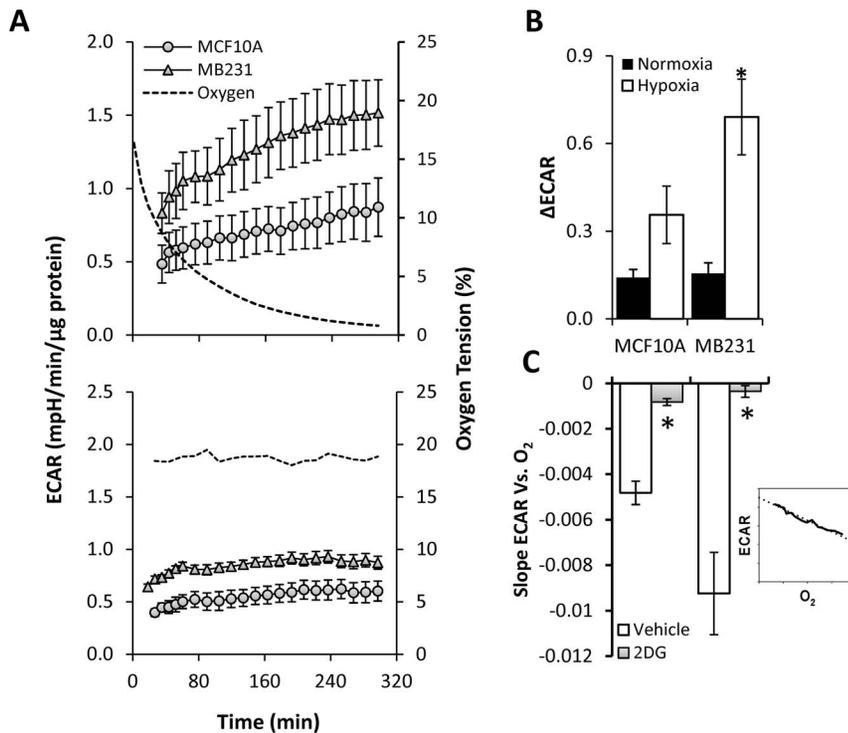 A
2.0
1.5
1.0
0.5
0.0
25
20
15
10
5
0
MCF10A
MB231
Oxygen
2.5
2.0
1.5
1.0
0.5
0.0
25
20
15
10
5
0
0
80
160
240
320
Time (min)
ECAR (mpH/min/µg protein)
Oxygen Tension (%)
B
0.9
0.6
0.3
0.0
ΔECAR
Normoxia
Hypoxia
*
MCF10A
MB231
C
0
-0.002
-0.004
-0.006
-0.008
-0.01
-0.012
Slope ECAR Vs. O₂
*
*
Vehicle
2DG
ECAR
O₂